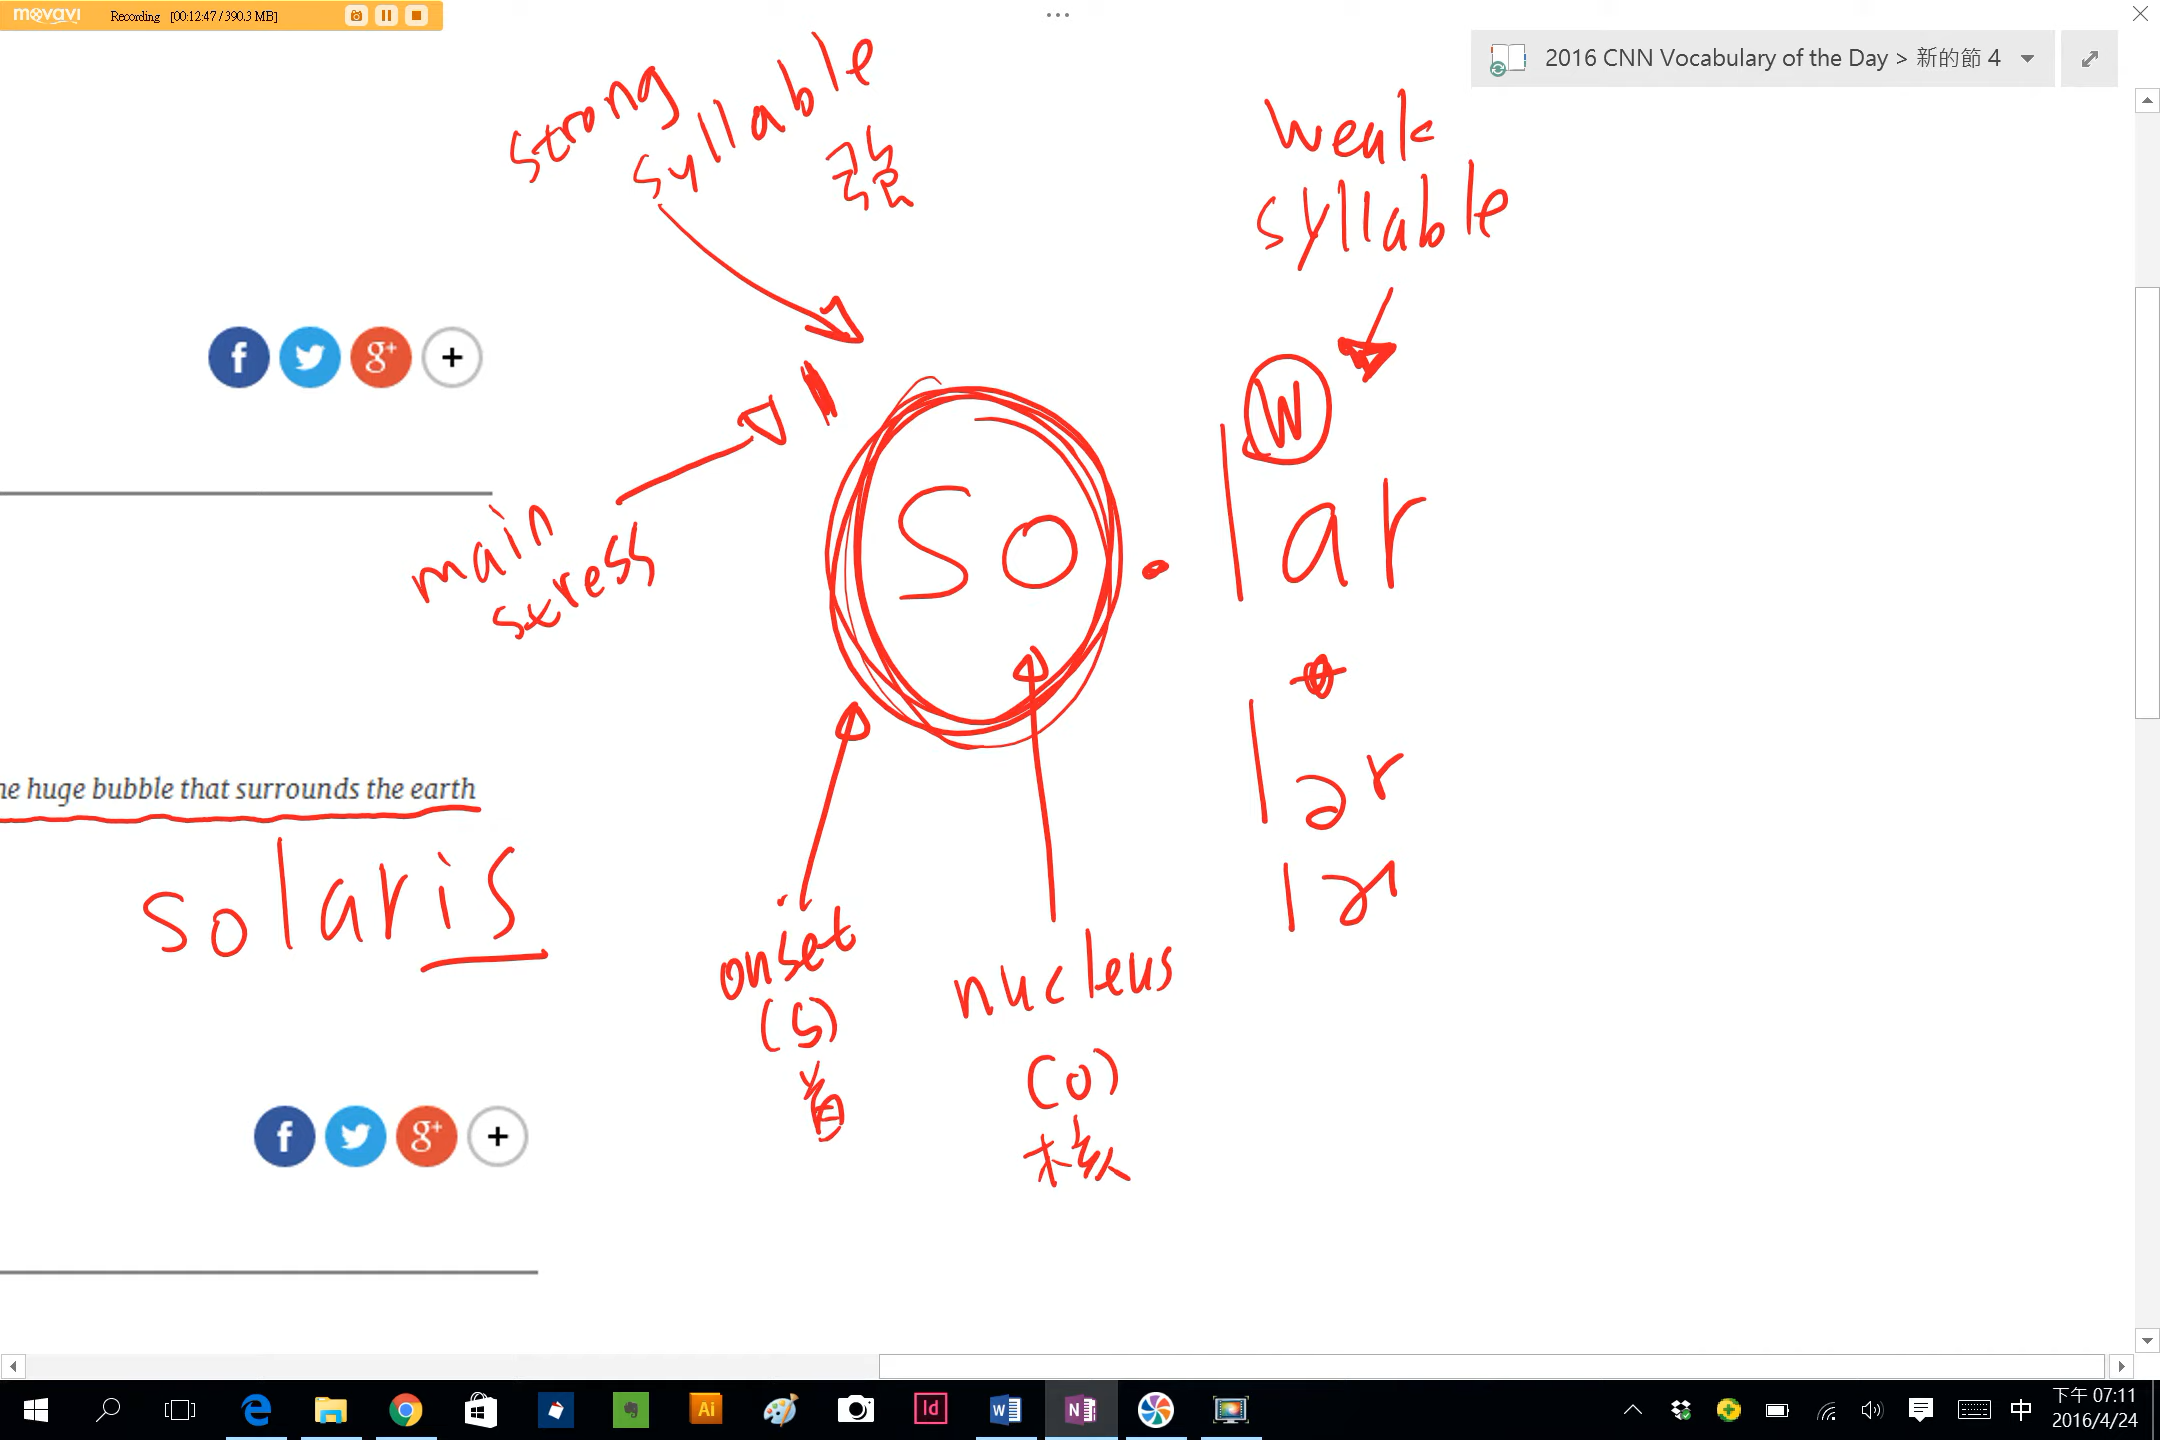 movavi
Recording [00:12:47 / 390.3 MB]
2016 CNN Vocabulary of the Day > 新的節 4
strong
syllable
強
weak
syllable
W
main
stress
so . lar
lər
he huge bubble that surrounds the earth
solaris
onset
(s)
首
nucleus
(o)
核
f
g+
+
f
g+
+
Ai
Id
W
N
中
下午 07:11
2016/4/24